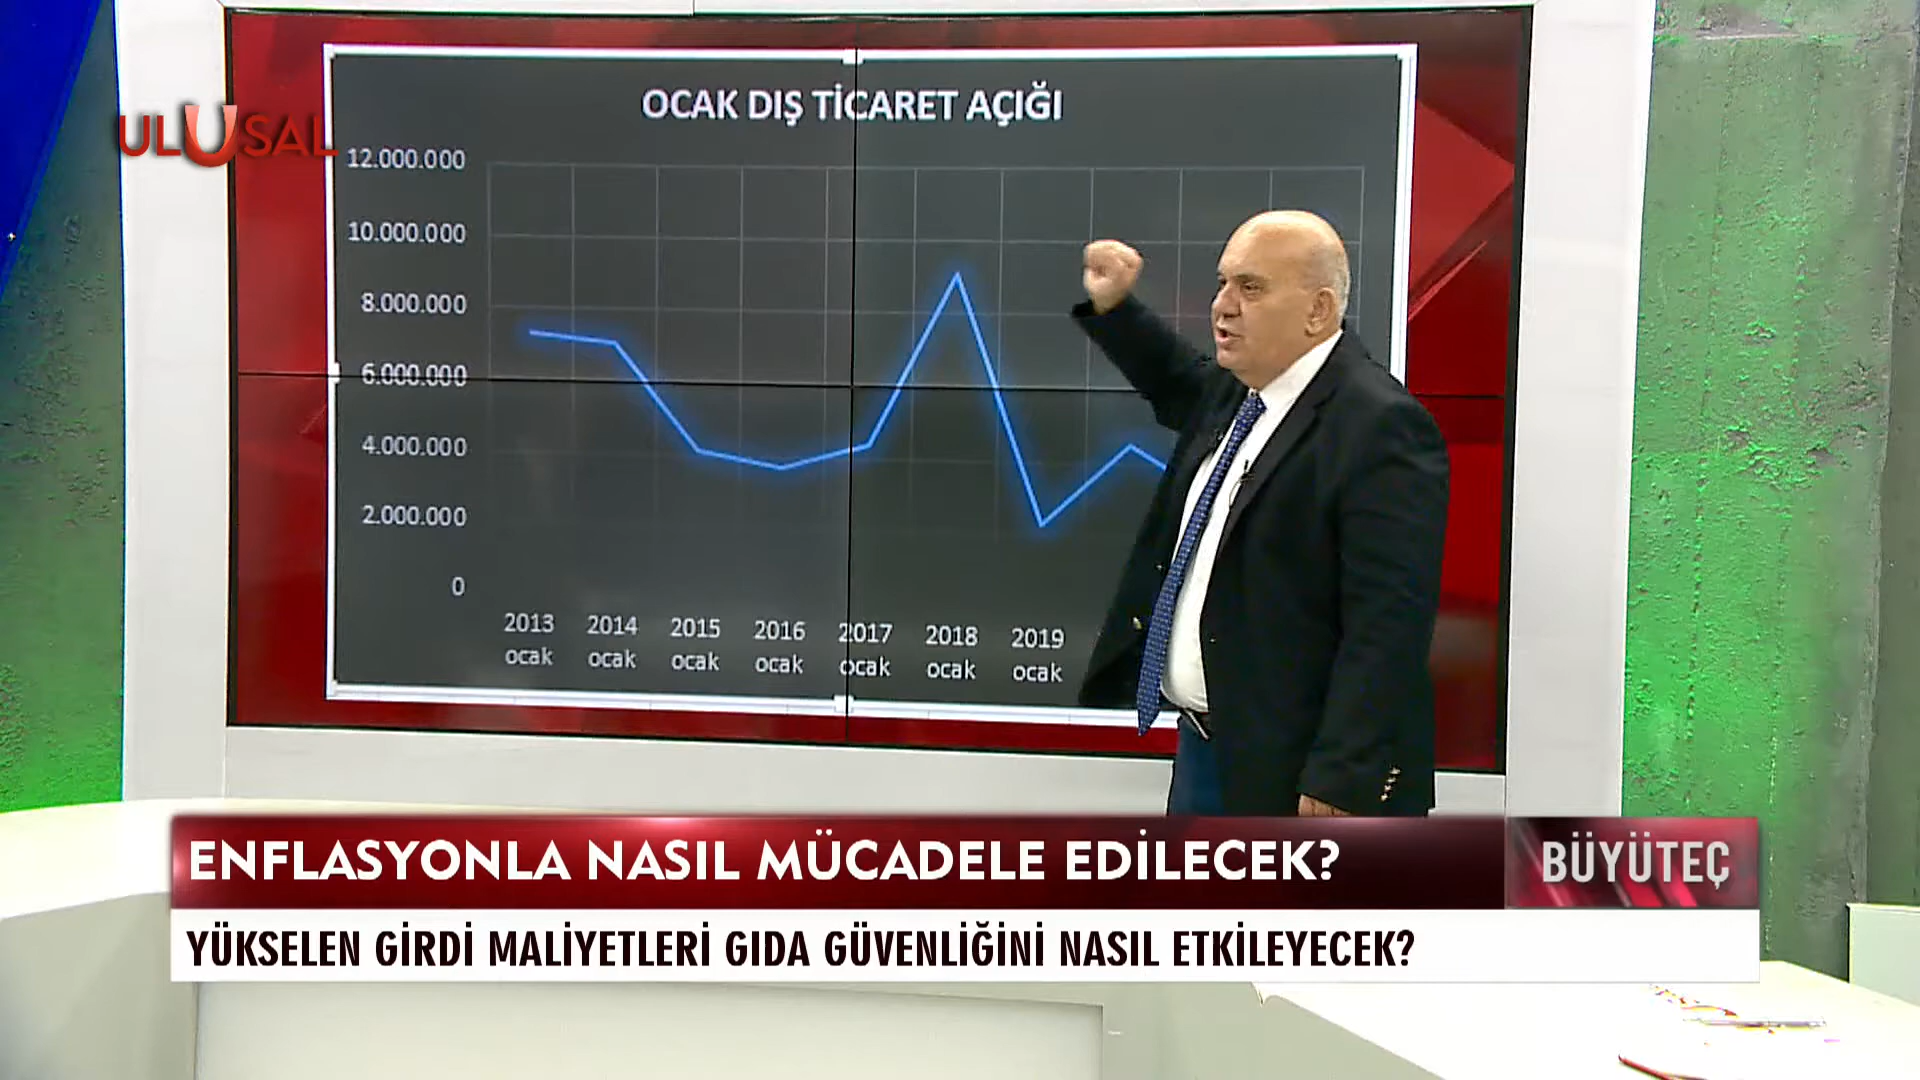 ULUSAL
OCAK DIŞ TİCARET AÇIĞI
12.000.000
10.000.000
8.000.000
6.000.000
4.000.000
2.000.000
0
2013 2014 2015 2016 2017 2018 2019
ocak ocak ocak ocak ocak ocak ocak
ENFLASYONLA NASIL MÜCADELE EDİLECEK?
BÜYÜTEÇ
YÜKSELEN GİRDİ MALİYETLERİ GIDA GÜVENLİĞİNİ NASIL ETKİLEYECEK?